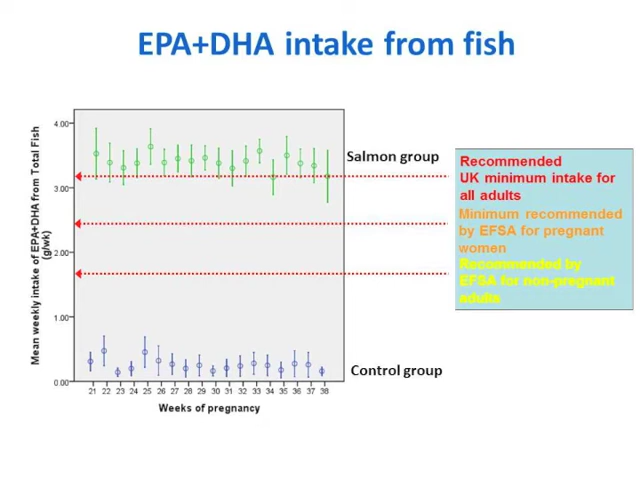 EPA+DHA intake from fish
Mean weekly intake of EPA+DHA from Total Fish
(g/wk)
4.00
3.00
2.00
1.00
0.00
21 22 23 24 25 26 27 28 29 30 31 32 33 34 35 36 37 38
Weeks of pregnancy
Salmon group
Control group
Recommended
UK minimum intake for
all adults
Minimum recommended
by EFSA for pregnant
women
Recommended by
EFSA for non-pregnant
adults